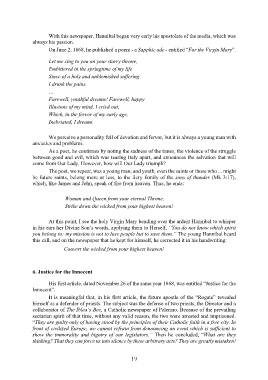 With this newspaper, Hannibal began very early his apostolate of the media, which was
always his passion.
On June 2, 1868, he published a poem - a Sapphic ode - entitled "For the Virgin Mary".
Let me sing to you on your starry throne,
Embittered in the springtime of my life
Since of a holy and unblemished suffering
I drank the pains.
...
Farewell, youthful dreams! Farewell, happy
Illusions of my mind, I cried out,
Which, in the fervor of my early age,
Inebriated, I dreamt.
We perceive a personality full of devotion and fervor, but it is always a young man with
anxieties and problems.
As a poet, he continues by noting the sadness of the times, the violence of the struggle
between good and evil, which was tearing Italy apart, and announces the salvation that will
come from Our Lady. However, how will Our Lady triumph?
The poet, we repeat, was a young man; and youth, even the saints or those ... might
be future saints, belong more or less, to the fiery family of the sons of thunder (Mk 3:17),
which, like James and John, speak of fire from heaven. Thus, he ends:
Woman and Queen from your eternal Throne,
Strike down the wicked from your highest heaven!
At this point, I see the holy Virgin Mary bending over the ardent Hannibal to whisper
in his ears her Divine Son's words, applying them to Himself, "You do not know which spirit
you belong to: my mission is not to lose people but to save them." The young Hannibal heard
this call, and on the newspaper that he kept for himself, he corrected it in his handwriting:
Convert the wicked from your highest heaven!
6. Justice for the Innocent
His first article, dated November 26 of the same year 1868, was entitled "Justice for the
Innocent".
It is meaningful that, in his first article, the future apostle of the "Rogate" revealed
himself as a defender of priests. The subject was the defense of two priests, the Director and a
collaborator of The Idea's Box, a Catholic newspaper of Palermo. Because of the prevailing
sectarian spirit of that time, without any valid reason, the two were arrested and imprisoned.
"They are guilty only of having stood by the principles of their Catholic faith in a free city. In
front of civilized Europe, we cannot refrain from denouncing an event which is sufficient to
show the immorality and bigotry of our legislators." Then he concluded, "What are they
thinking? That they can force us into silence by those arbitrary acts? They are greatly mistaken!
19